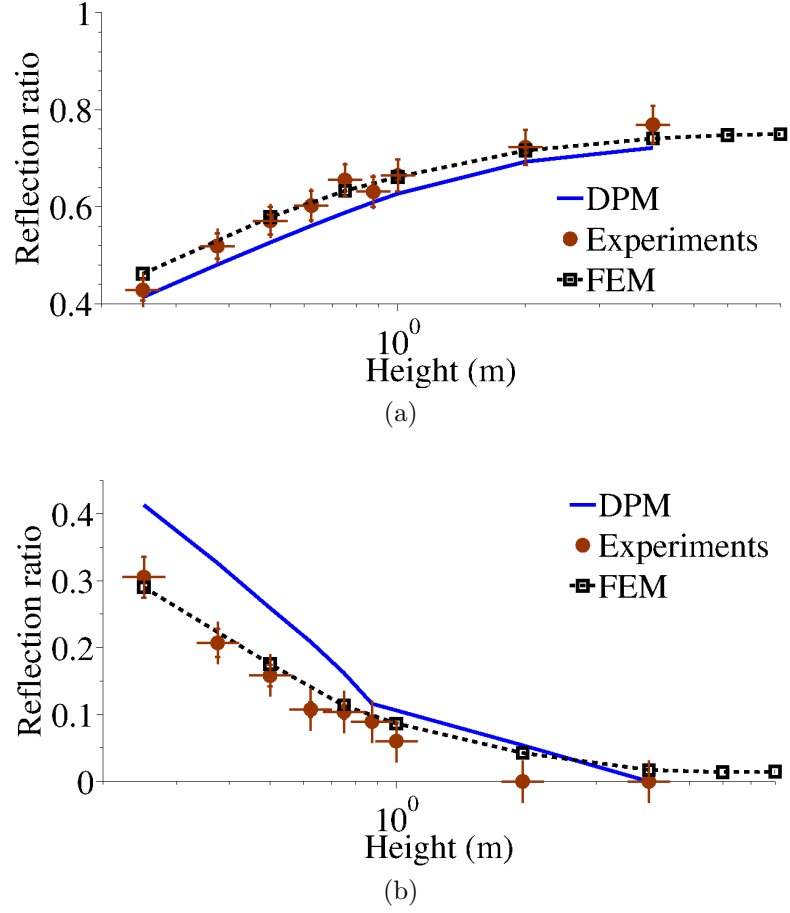 1
0.8
0.6
0.4
Reflection ratio
DPM
Experiments
FEM
10^0
Height (m)
(a)
0.4
0.3
0.2
0.1
0
Reflection ratio
DPM
Experiments
FEM
10^0
Height (m)
(b)